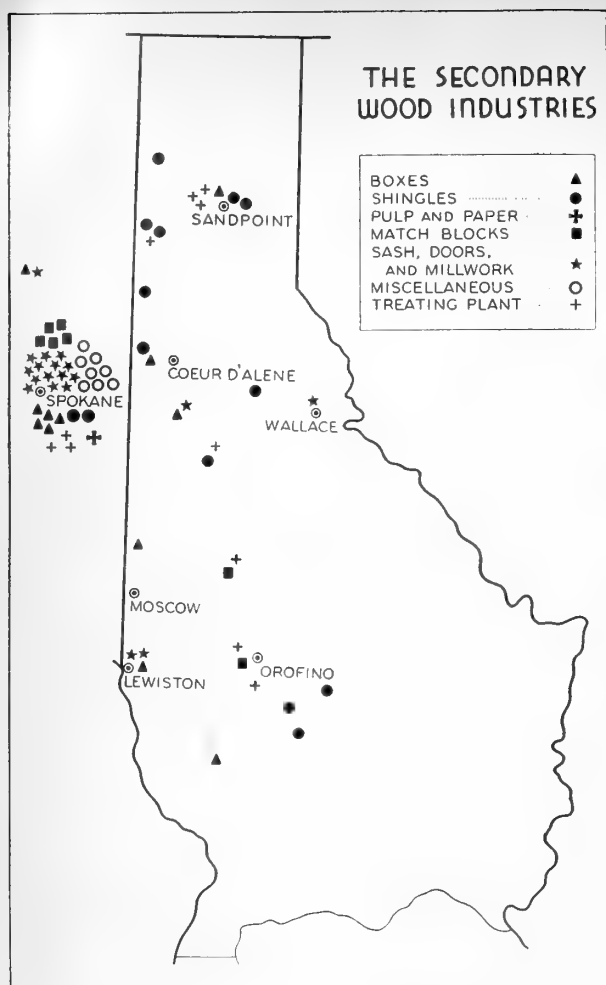 THE SECONDARY
WOOD INDUSTRIES
BOXES
SHINGLES
PULP AND PAPER
MATCH BLOCKS
SASH, DOORS,
AND MILLWORK
MISCELLANEOUS
TREATING PLANT
SANDPOINT
COEUR D'ALENE
SPOKANE
WALLACE
MOSCOW
LEWISTON
OROFINO